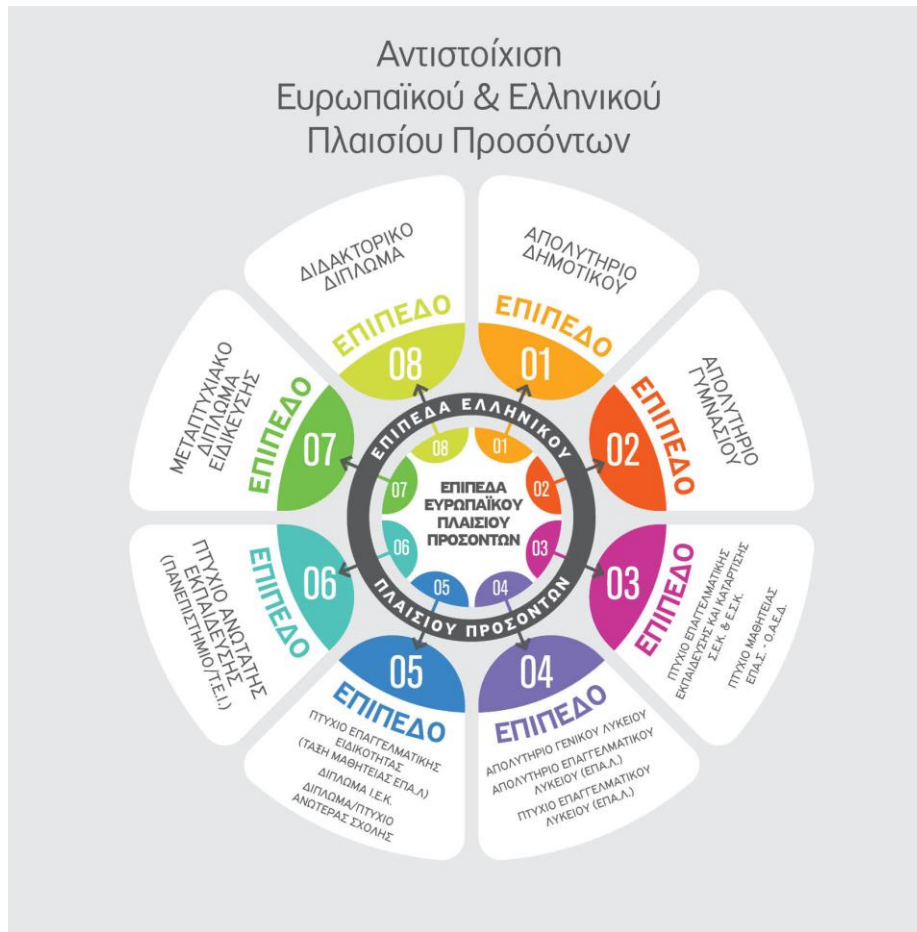 Αντιστοίχιση
Ευρωπαϊκού & Ελληνικού
Πλαισίου Προσόντων
ΑΠΟΛΥΤΗΡΙΟ
ΔΗΜΟΤΙΚΟΥ
ΕΠΙΠΕΔΟ
01
ΑΠΟΛΥΤΗΡΙΟ
ΓΥΜΝΑΣΙΟΥ
ΕΠΙΠΕΔΟ
02
ΠΤΥΧΙΟ ΕΠΑΓΓΕΛΜΑΤΙΚΗΣ
ΕΚΠΑΙΔΕΥΣΗΣ ΚΑΙ ΚΑΤΑΡΤΙΣΗΣ
Σ.Ε.Κ. & Ε.Σ.Κ.
ΠΤΥΧΙΟ ΜΑΘΗΤΕΙΑΣ
ΕΠΑ.Σ. - Ο.Α.Ε.Δ.
ΕΠΙΠΕΔΟ
03
04
ΕΠΙΠΕΔΟ
ΑΠΟΛΥΤΗΡΙΟ ΓΕΝΙΚΟΥ ΛΥΚΕΙΟΥ
ΑΠΟΛΥΤΗΡΙΟ ΕΠΑΓΓΕΛΜΑΤΙΚΟΥ
ΛΥΚΕΙΟΥ (ΕΠΑ.Λ.)
ΠΤΥΧΙΟ ΕΠΑΓΓΕΛΜΑΤΙΚΟΥ
ΛΥΚΕΙΟΥ (ΕΠΑ.Λ.)
05
ΕΠΙΠΕΔΟ
ΠΤΥΧΙΟ ΕΠΑΓΓΕΛΜΑΤΙΚΗΣ
ΕΙΔΙΚΟΤΗΤΑΣ
(ΤΑΞΗ ΜΑΘΗΤΕΙΑΣ ΕΠΑ.Λ)
ΔΙΠΛΩΜΑ Ι.Ε.Κ.
ΔΙΠΛΩΜΑ/ΠΤΥΧΙΟ
ΑΝΩΤΕΡΑΣ ΣΧΟΛΗΣ
ΠΤΥΧΙΟ ΑΝΩΤΑΤΗΣ
ΕΚΠΑΙΔΕΥΣΗΣ
(ΠΑΝΕΠΙΣΤΗΜΙΟ/Τ.Ε.Ι.)
ΕΠΙΠΕΔΟ
06
ΜΕΤΑΠΤΥΧΙΑΚΟ
ΔΙΠΛΩΜΑ
ΕΙΔΙΚΕΥΣΗΣ
ΕΠΙΠΕΔΟ
07
ΔΙΔΑΚΤΟΡΙΚΟ
ΔΙΠΛΩΜΑ
ΕΠΙΠΕΔΟ
08
ΕΠΙΠΕΔΑ ΕΛΛΗΝΙΚΟΥ
ΠΛΑΙΣΙΟΥ ΠΡΟΣΟΝΤΩΝ
01
02
03
04
05
06
07
08
ΕΠΙΠΕΔΑ
ΕΥΡΩΠΑΪΚΟΥ
ΠΛΑΙΣΙΟΥ
ΠΡΟΣΟΝΤΩΝ